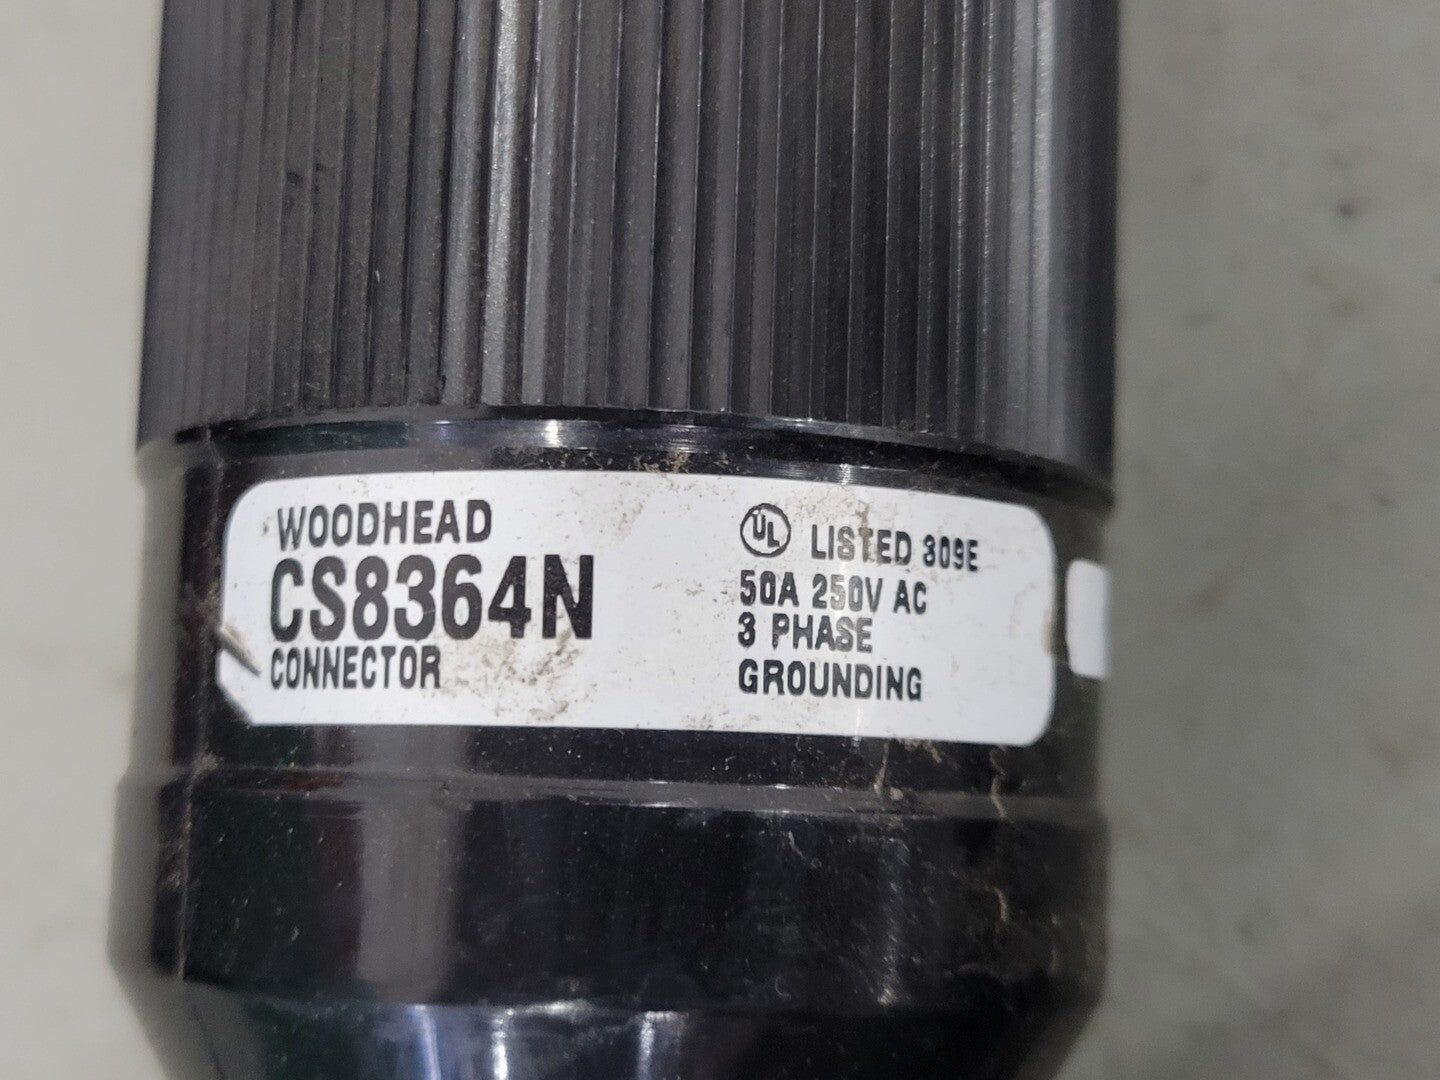 WOODHEAD
CS8364N
CONNECTOR
UL LISTED 309E
50A 250V AC
3 PHASE
GROUNDING